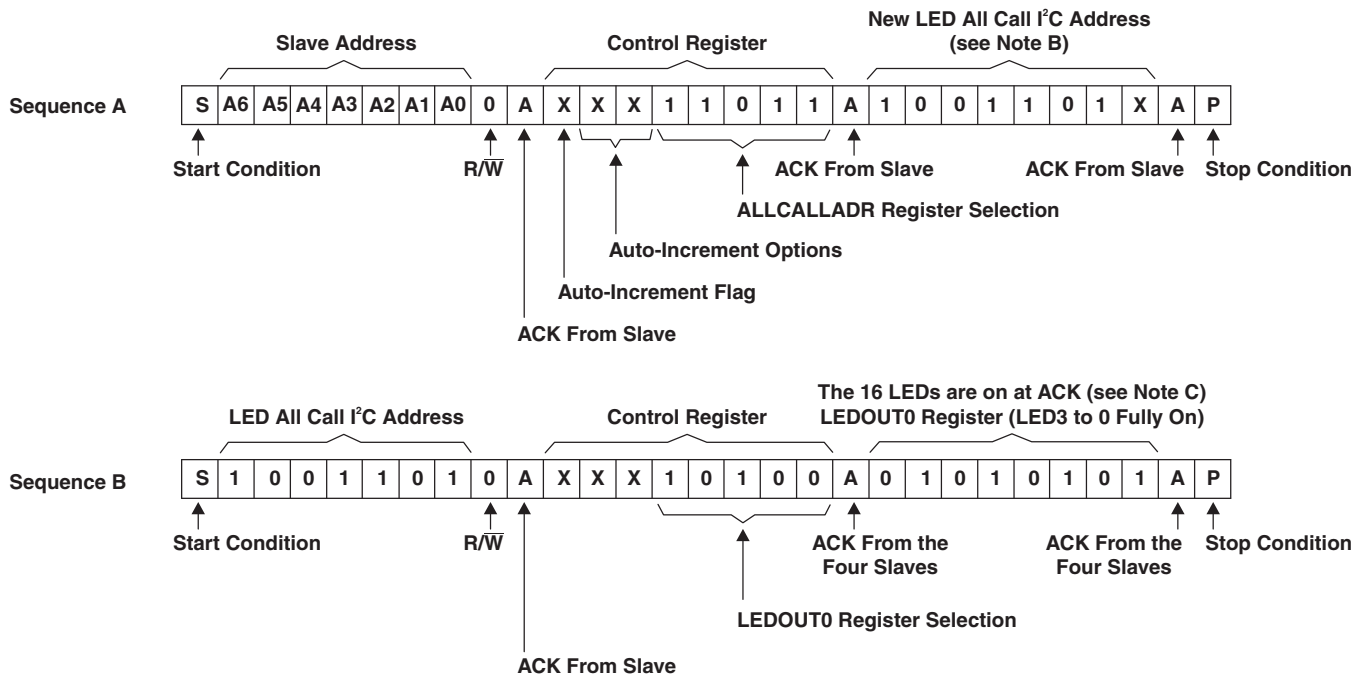 New LED All Call I²C Address
Slave Address Control Register (see Note B)
Sequence A S A6 A5 A4 A3 A2 A1 A0 0 A X X X 1 1 0 1 1 A 1 0 0 1 1 0 1 X A P
Start Condition R/W̅ ACK From Slave ACK From Slave Stop Condition
ALLCALLADR Register Selection
Auto-Increment Options
Auto-Increment Flag
ACK From Slave
The 16 LEDs are on at ACK (see Note C)
LED All Call I²C Address Control Register LEDOUT0 Register (LED3 to 0 Fully On)
Sequence B S 1 0 0 1 1 0 1 0 A X X X 1 0 1 0 0 A 0 1 0 1 0 1 0 1 A P
Start Condition R/W̅ ACK From the ACK From the Stop Condition
Four Slaves Four Slaves
LEDOUT0 Register Selection
ACK From Slave